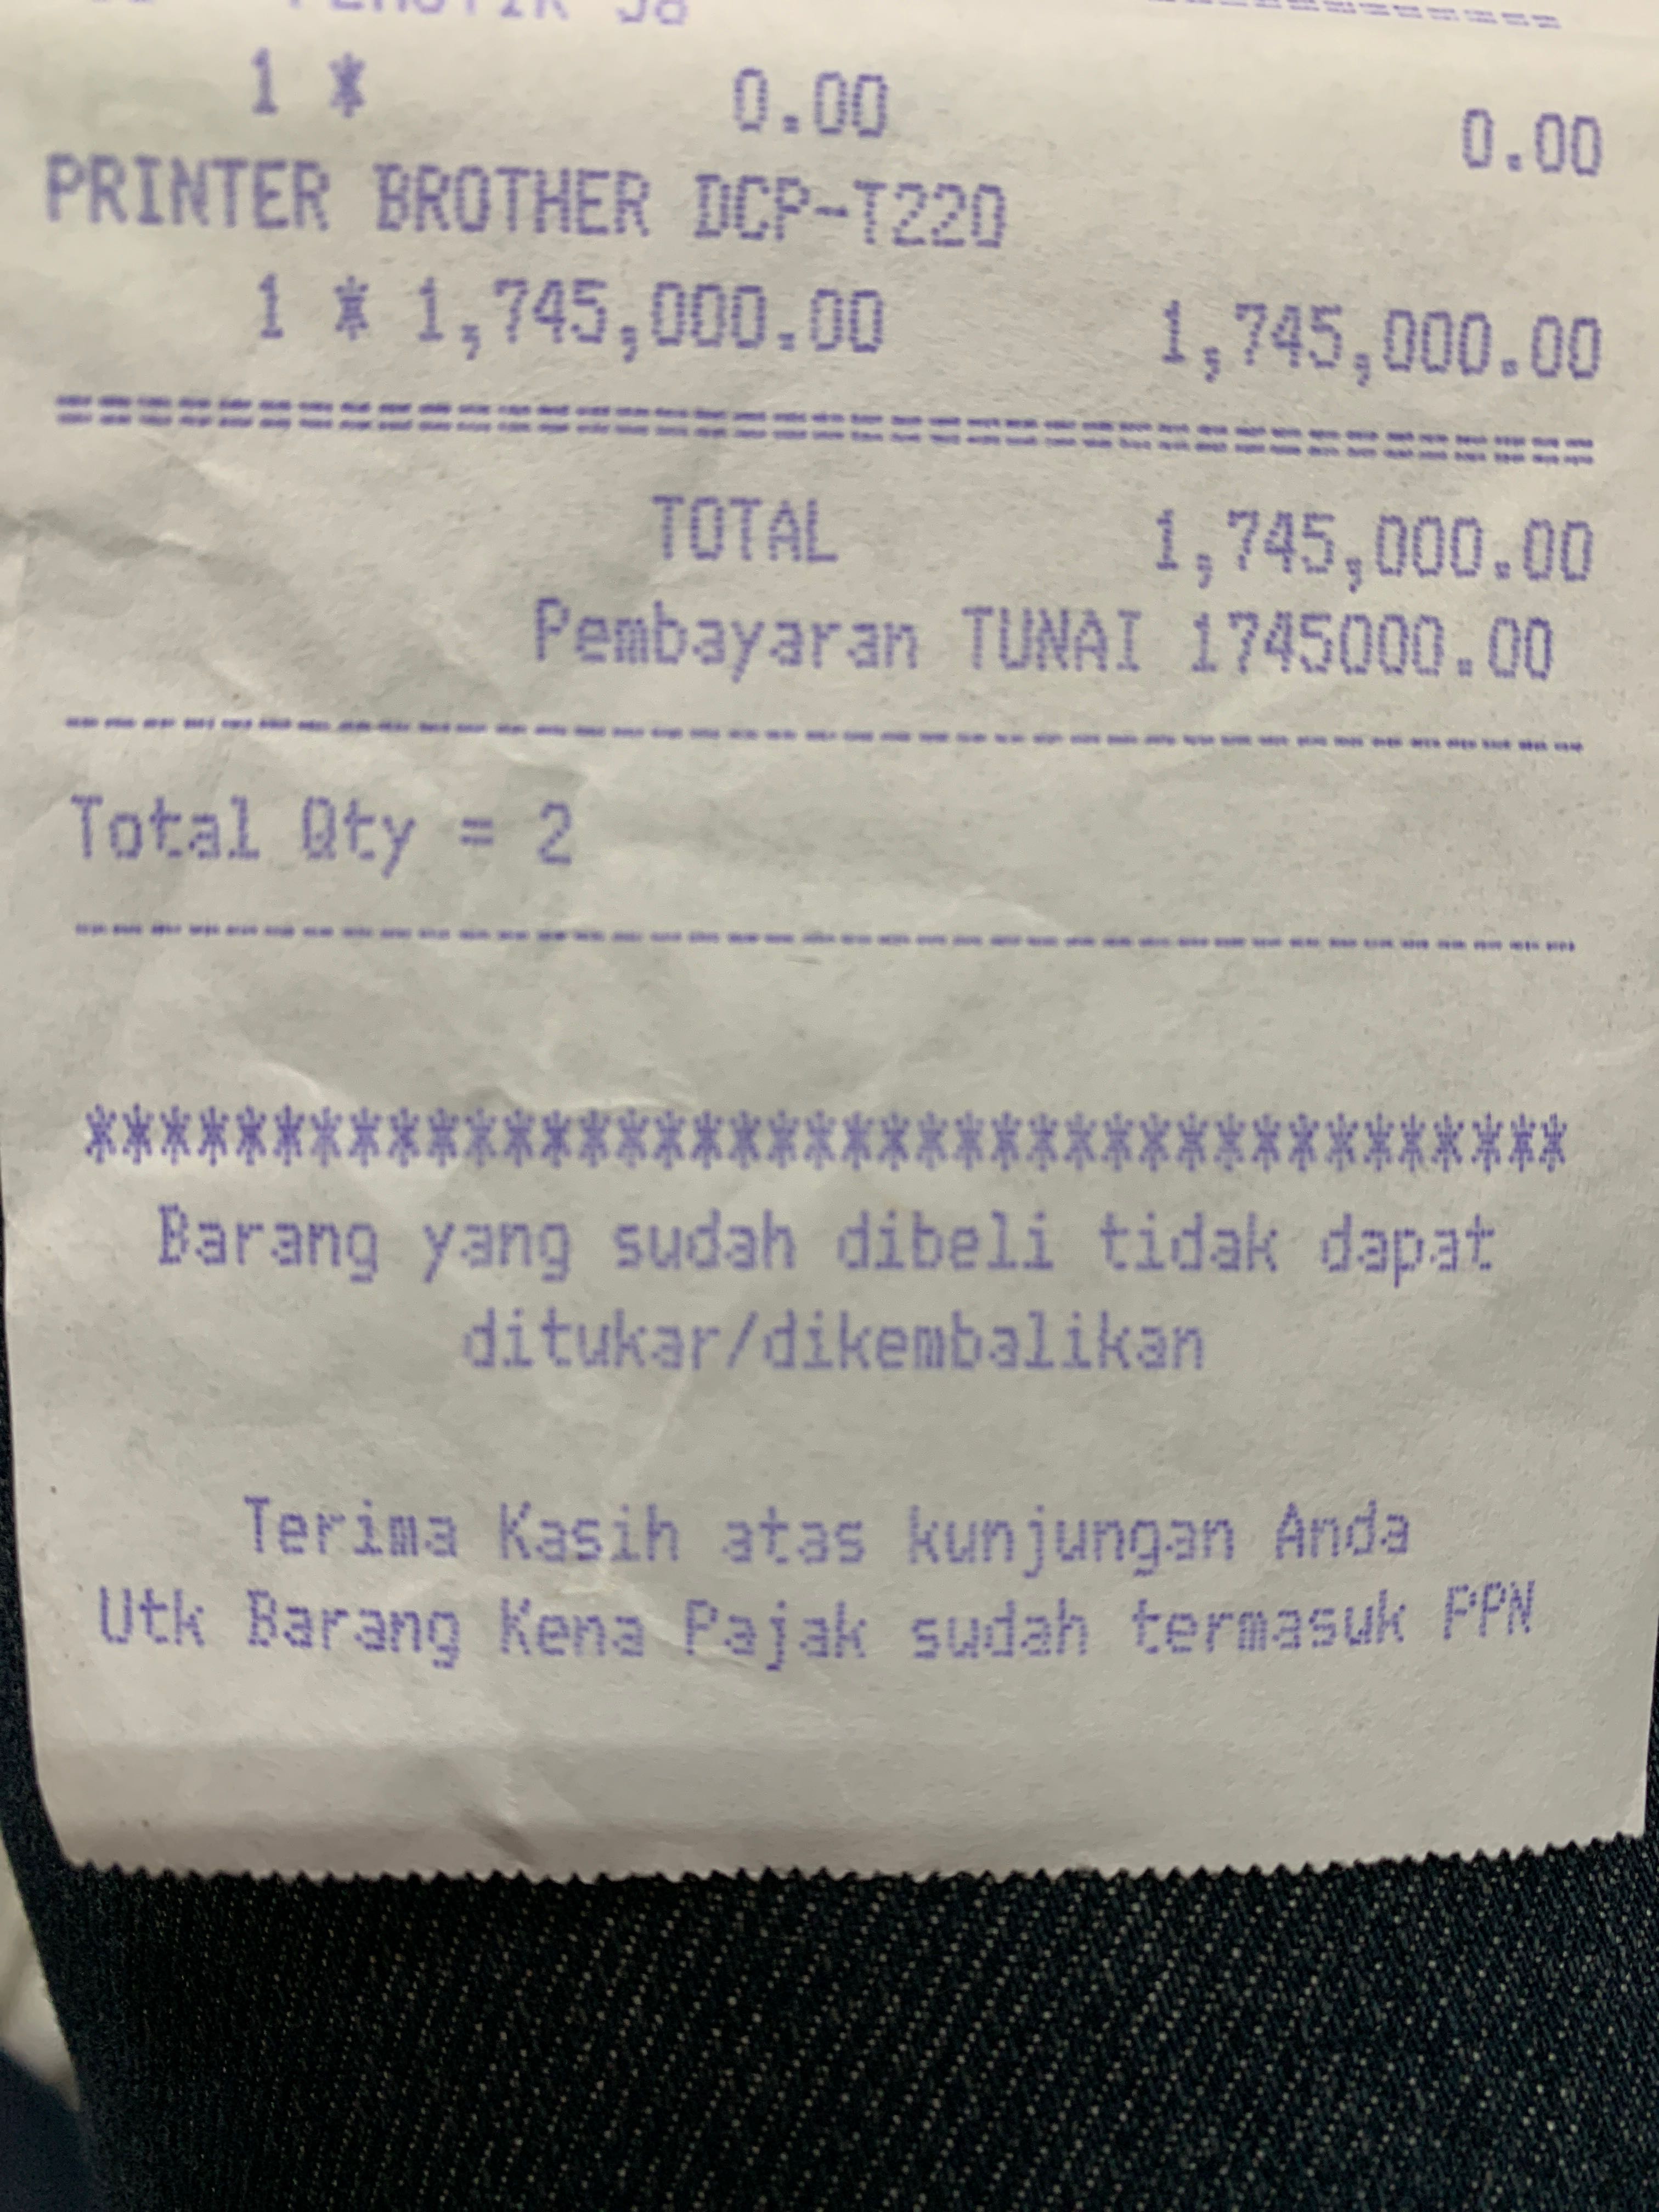 1 * 0.00 0.00
PRINTER BROTHER DCP-T220
1 * 1,745,000.00 1,745,000.00
================================================
TOTAL 1,745,000.00
Pembayaran TUNAI 1745000.00
----------------------------------------
Total Qty = 2
----------------------------------------
****************************************
Barang yang sudah dibeli tidak dapat
ditukar/dikembalikan
Terima Kasih atas kunjungan Anda
Utk Barang Kena Pajak sudah termasuk PPN